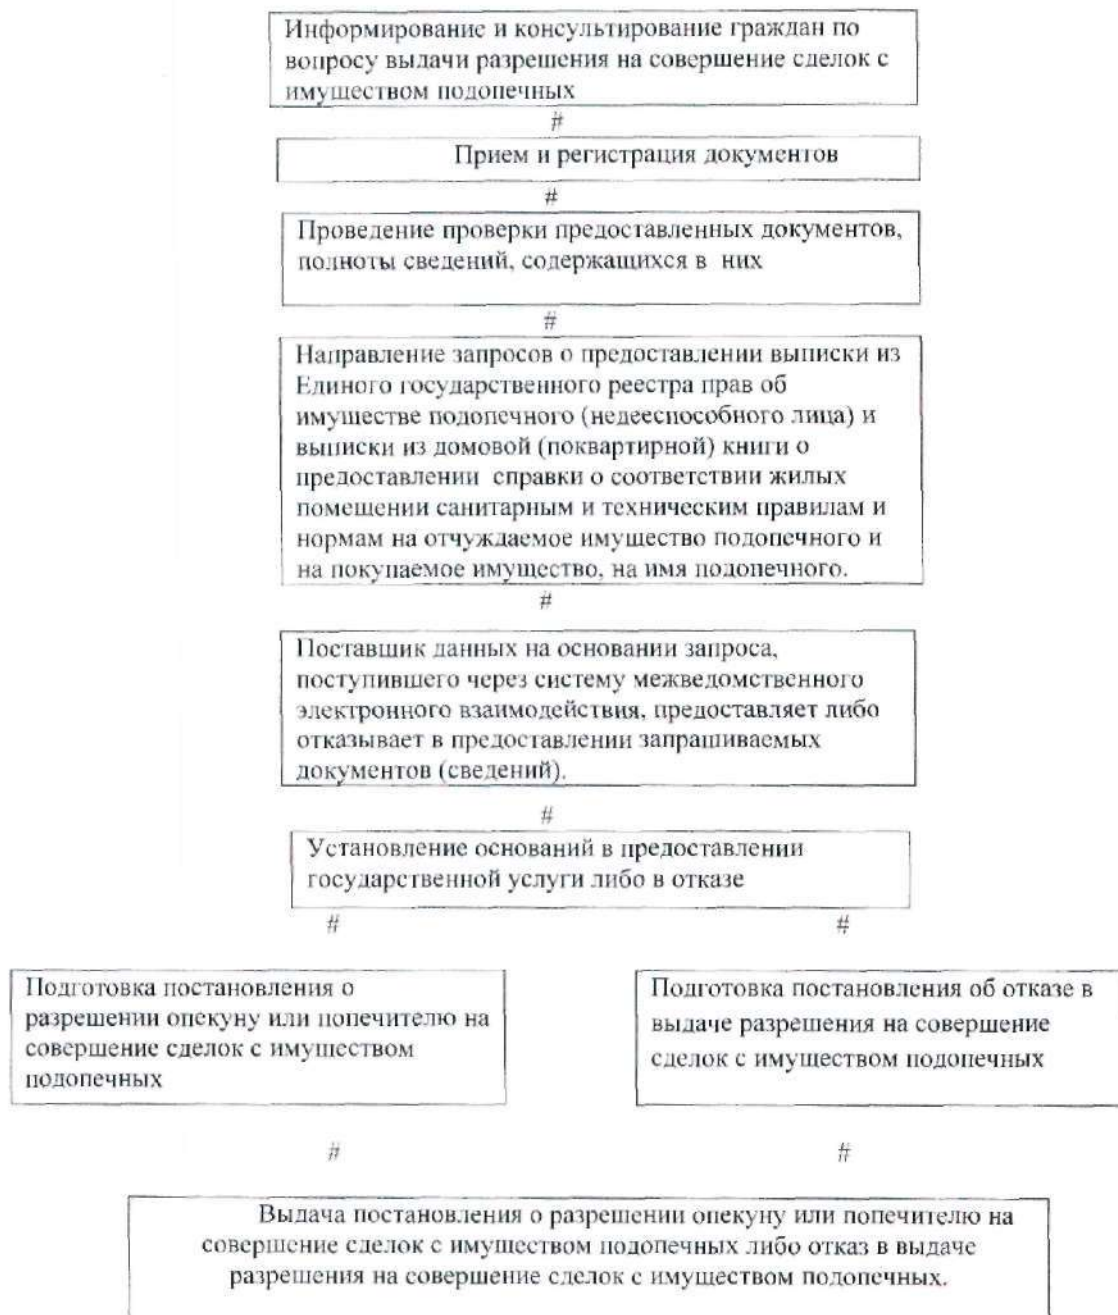 Информирование и консультирование граждан по
вопросу выдачи разрешения на совершение сделок с
имуществом подопечных
#
Прием и регистрация документов
#
Проведение проверки предоставленных документов,
полноты сведений, содержащихся в них
#
Направление запросов о предоставлении выписки из
Единого государственного реестра прав об
имуществе подопечного (недееспособного лица) и
выписки из домовой (поквартирной) книги о
предоставлении справки о соответствии жилых
помещении санитарным и техническим правилам и
нормам на отчуждаемое имущество подопечного и
на покупаемое имущество, на имя подопечного.
#
Поставщик данных на основании запроса,
поступившего через систему межведомственного
электронного взаимодействия, предоставляет либо
отказывает в предоставлении запрашиваемых
документов (сведений).
#
Установление оснований в предоставлении
государственной услуги либо в отказе
# #
Подготовка постановления о
разрешении опекуну или попечителю на
совершение сделок с имуществом
подопечных
Подготовка постановления об отказе в
выдаче разрешения на совершение
сделок с имуществом подопечных
# #
Выдача постановления о разрешении опекуну или попечителю на
совершение сделок с имуществом подопечных либо отказ в выдаче
разрешения на совершение сделок с имуществом подопечных.